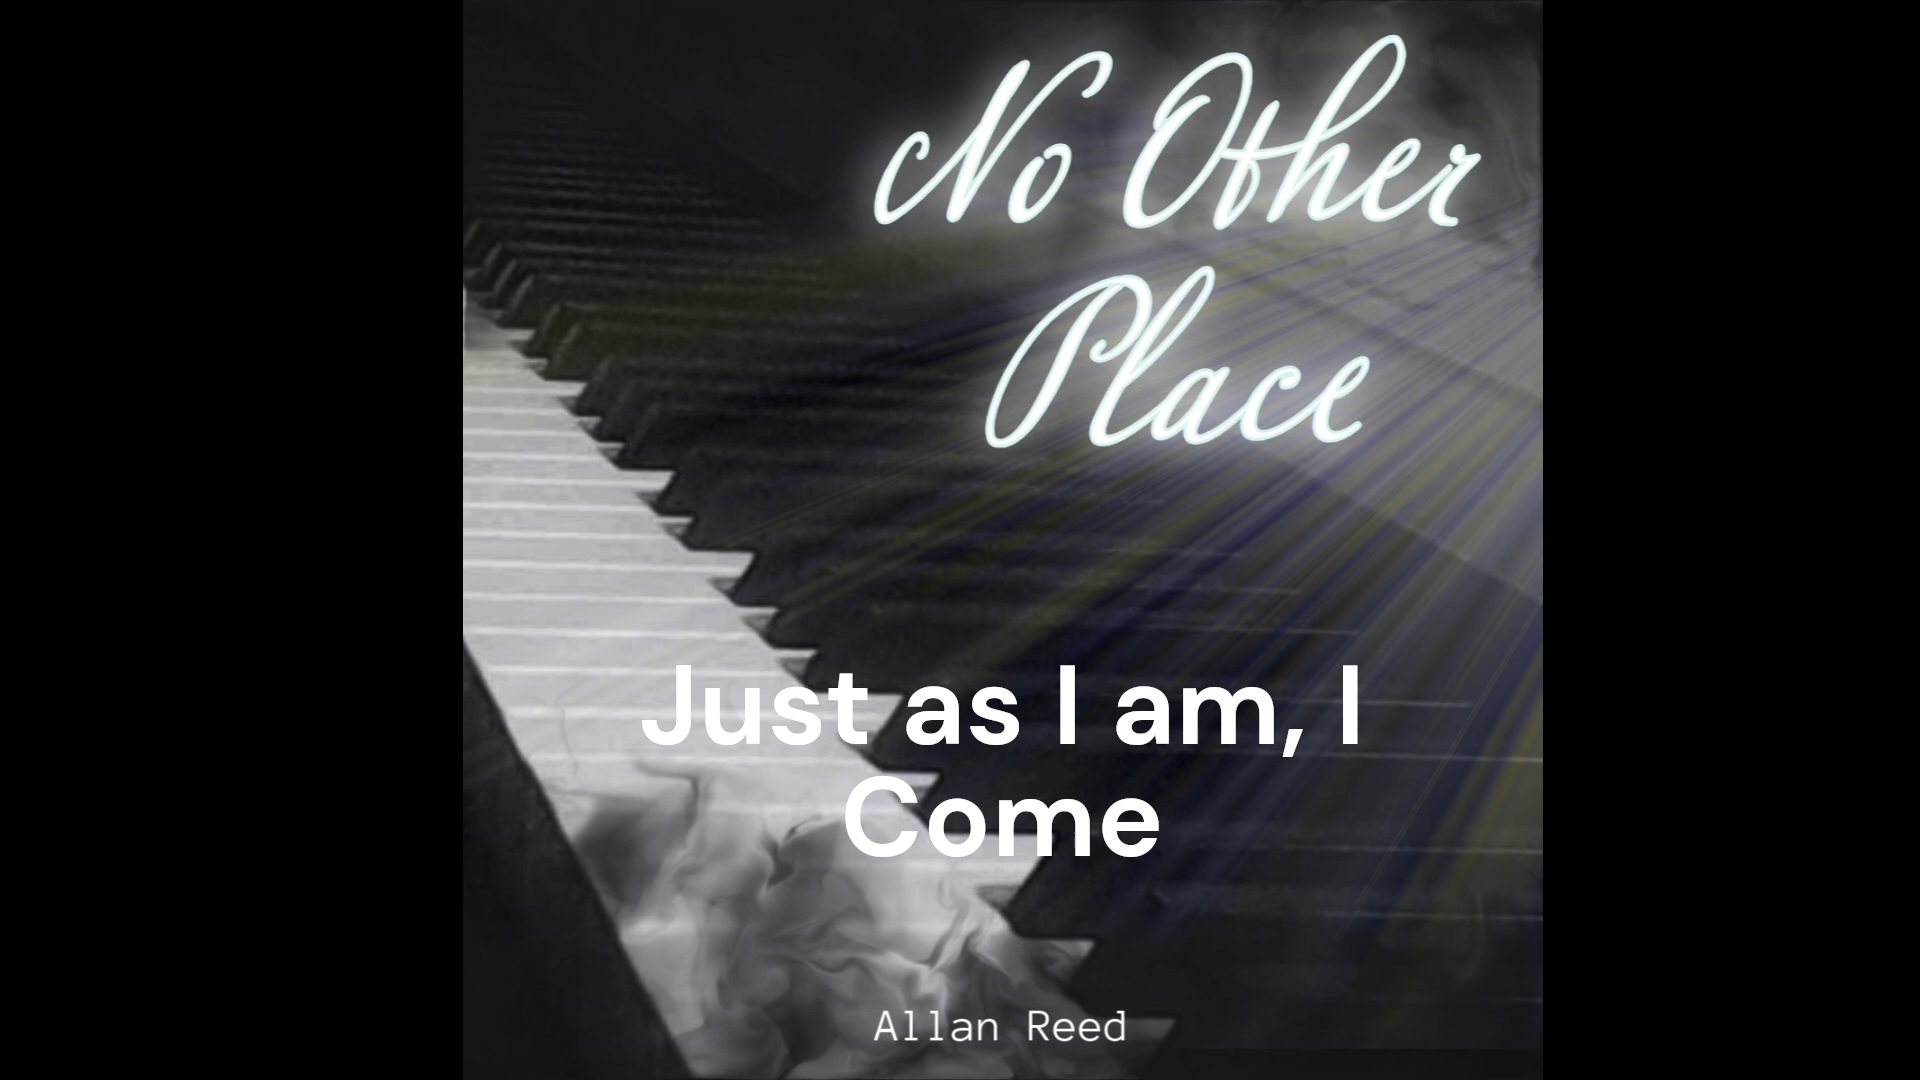 No Other
Place
Just as I am, I
Come
Allan Reed